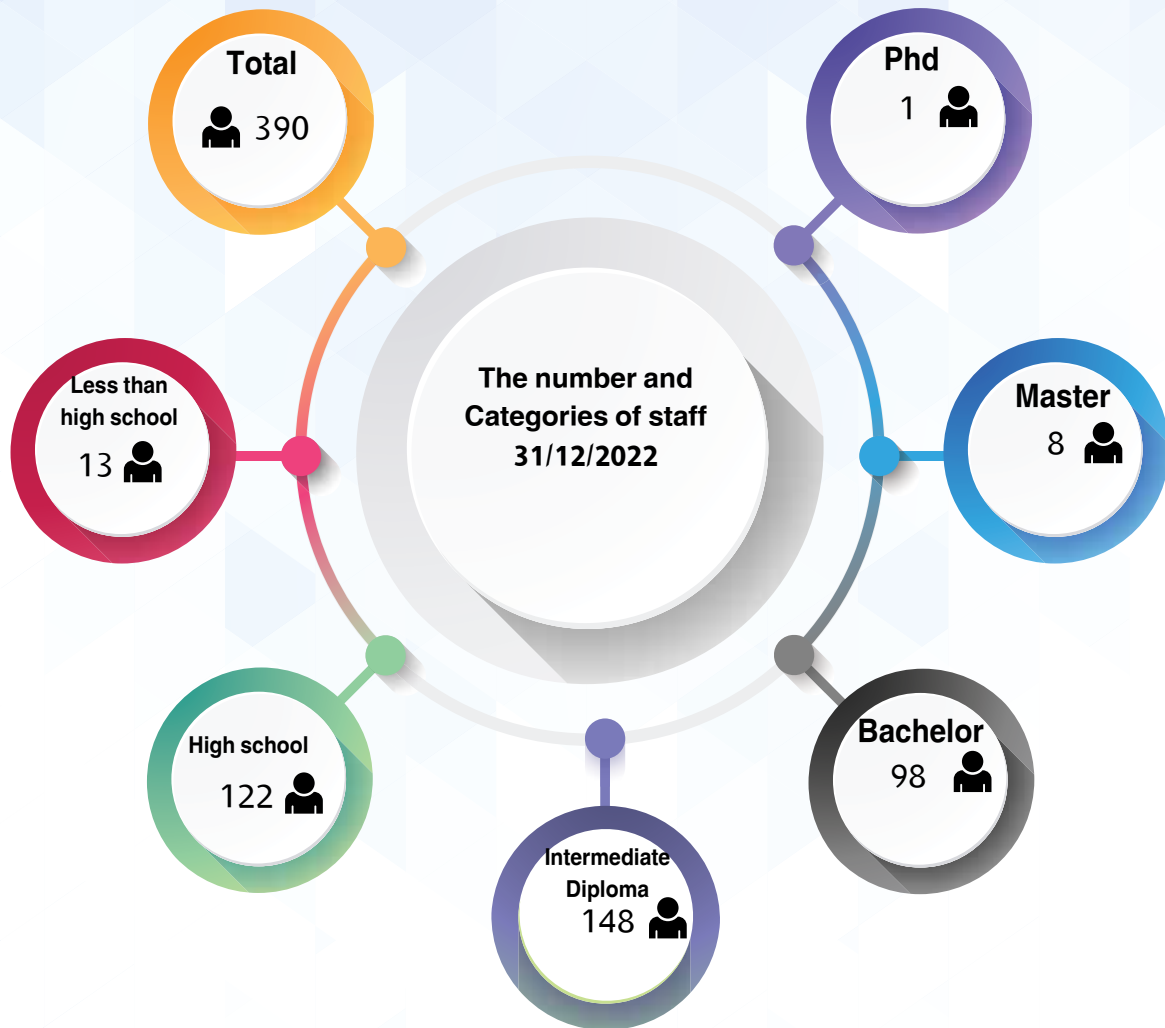 Total
390
Phd
1
Less than
high school
13
The number and
Categories of staff
31/12/2022
Master
8
High school
122
Bachelor
98
Intermediate
Diploma
148